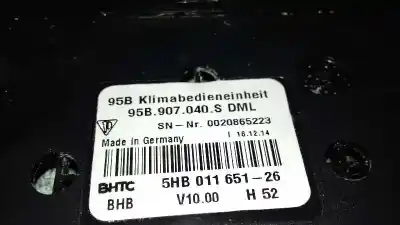 95B Klimabedieneinheit
95B.907.040.S DML
SN-Nr. 0020865223
Made in Germany I 16.12.14
BHTC 5HB 011 651-26
BHB V10.00 H 52